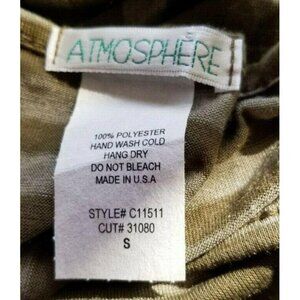 ATMOSPHERE
100% POLYESTER
HAND WASH COLD
HANG DRY
DO NOT BLEACH
MADE IN U.S.A
STYLE# C11511
CUT# 31080
S